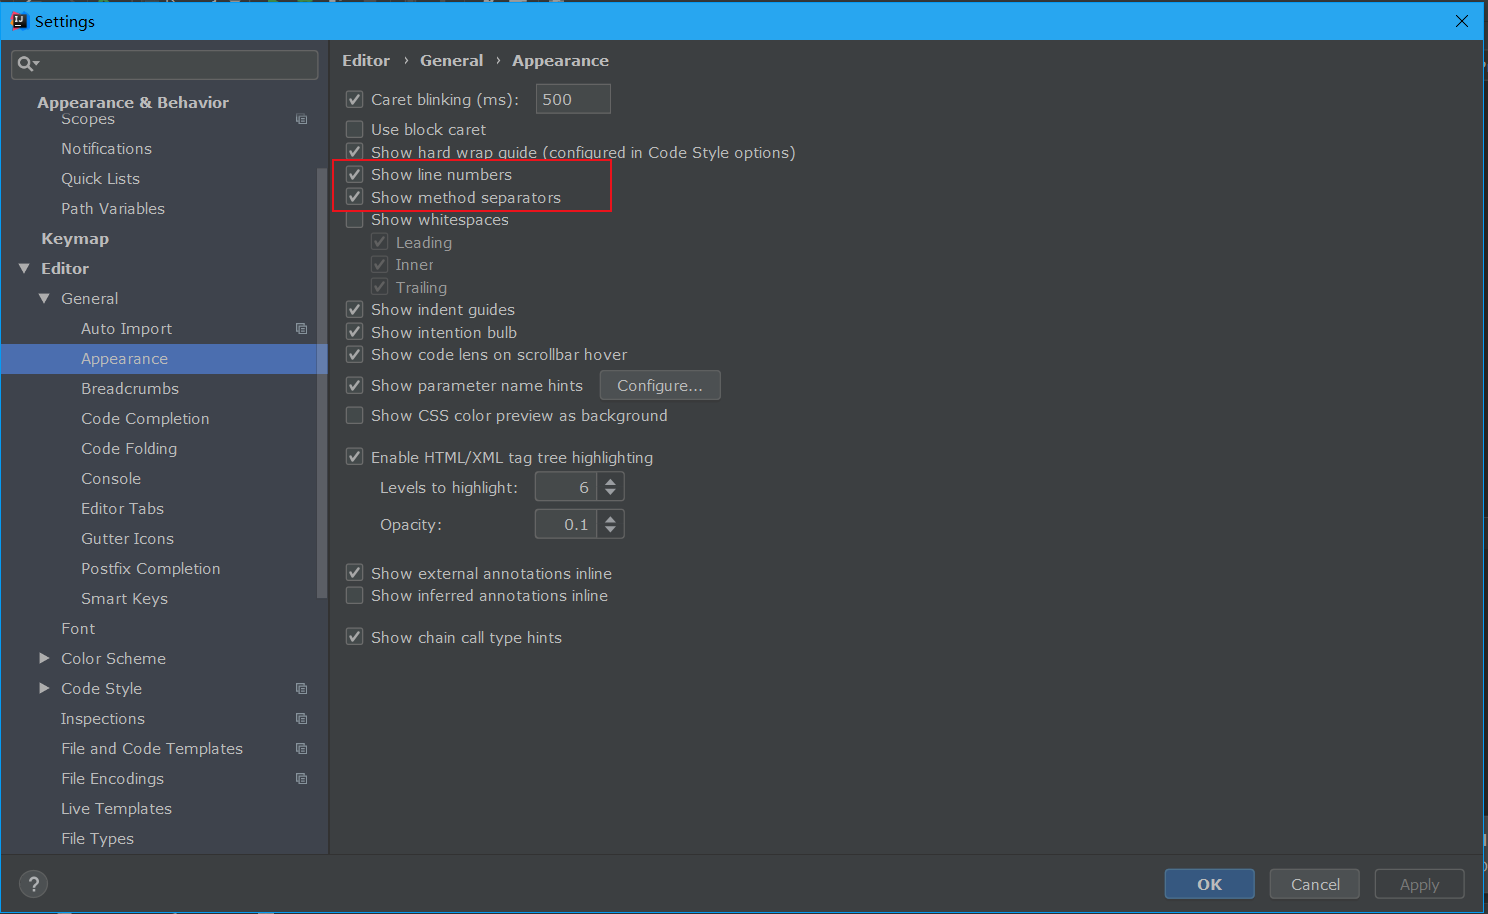 Settings
Appearance & Behavior
Scopes
Notifications
Quick Lists
Path Variables
Keymap
Editor
General
Auto Import
Appearance
Breadcrumbs
Code Completion
Code Folding
Console
Editor Tabs
Gutter Icons
Postfix Completion
Smart Keys
Font
Color Scheme
Code Style
Inspections
File and Code Templates
File Encodings
Live Templates
File Types
Editor › General › Appearance
Caret blinking (ms): 500
Use block caret
Show hard wrap guide (configured in Code Style options)
Show line numbers
Show method separators
Show whitespaces
Leading
Inner
Trailing
Show indent guides
Show intention bulb
Show code lens on scrollbar hover
Show parameter name hints Configure...
Show CSS color preview as background
Enable HTML/XML tag tree highlighting
Levels to highlight: 6
Opacity: 0.1
Show external annotations inline
Show inferred annotations inline
Show chain call type hints
? OK Cancel Apply